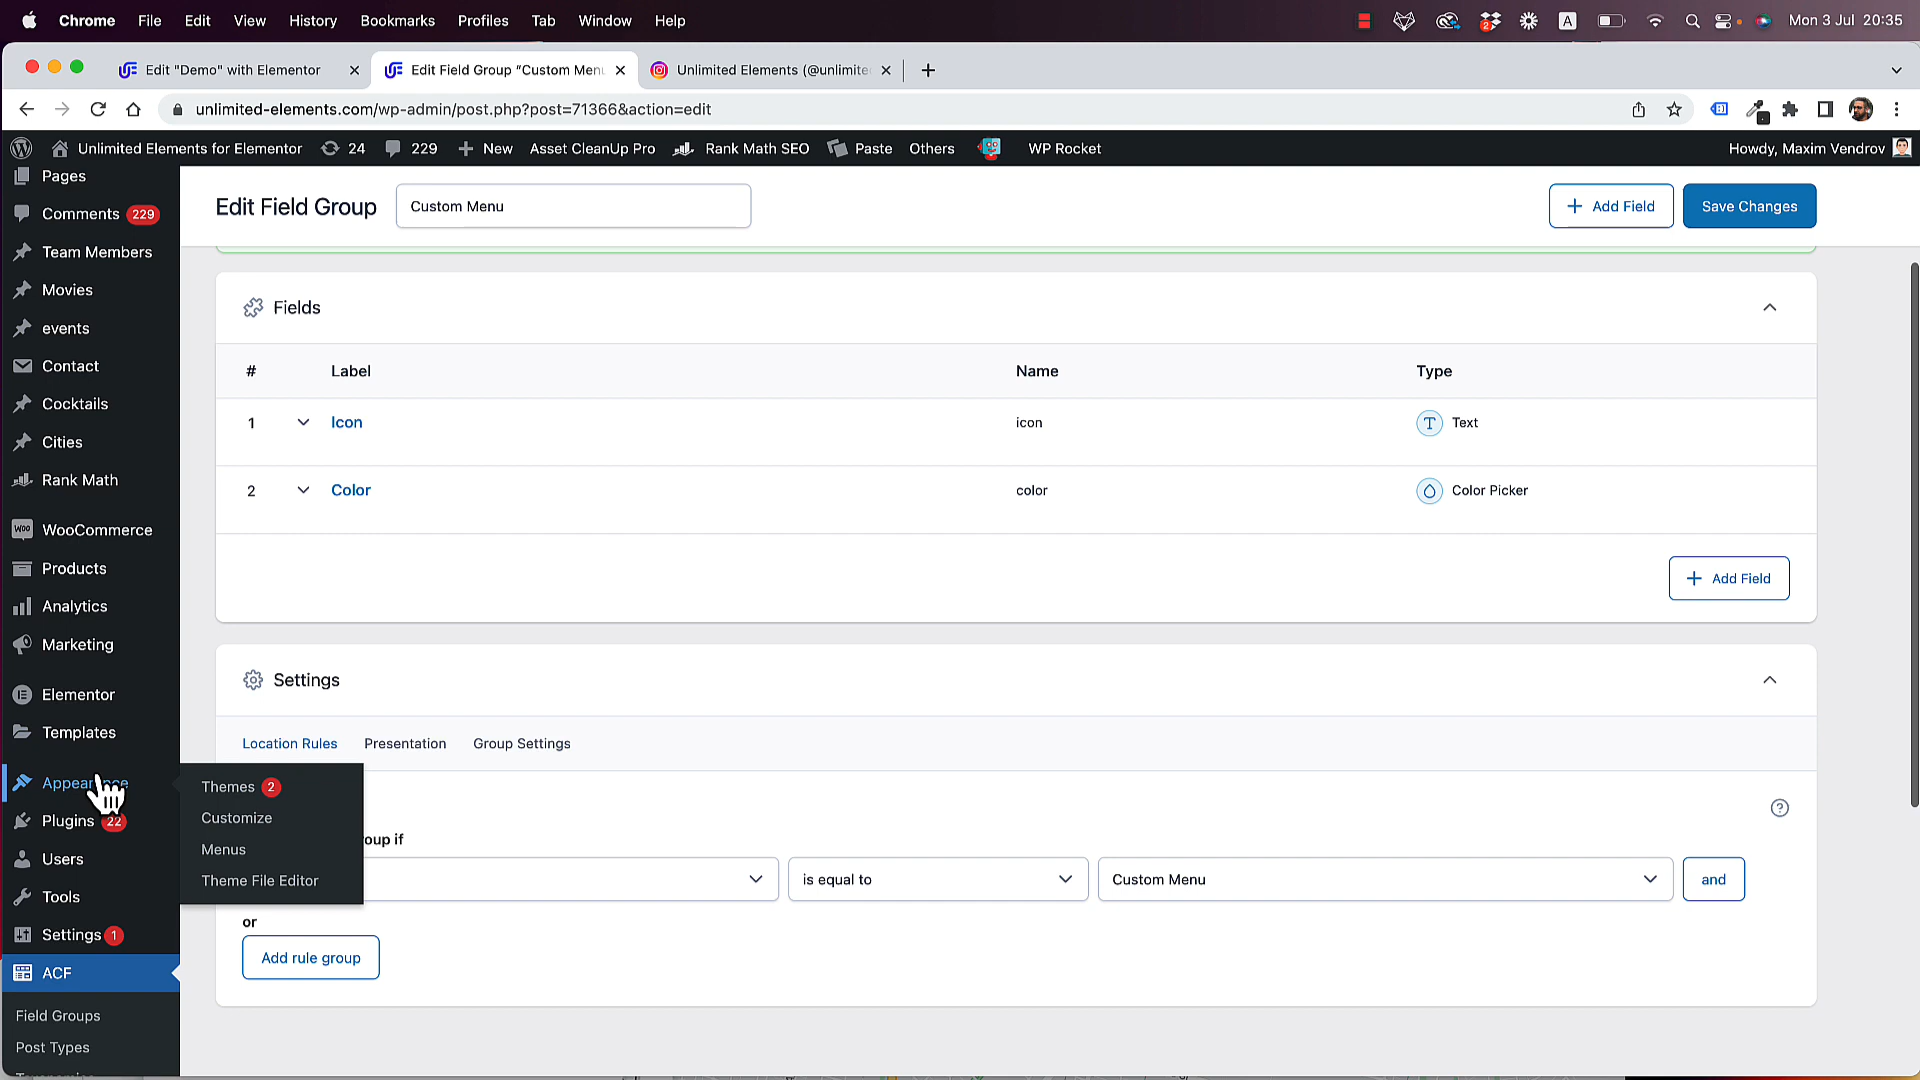 Chrome File Edit View History Bookmarks Profiles Tab Window Help
2 A Mon 3 Jul 20:35
Edit "Demo" with Elementor
Edit Field Group "Custom Menu
Unlimited Elements (@unlimite
unlimited-elements.com/wp-admin/post.php?post=71366&action=edit
Unlimited Elements for Elementor 24 229 New Asset CleanUp Pro Rank Math SEO Paste Others WP Rocket Howdy, Maxim Vendrov
Pages
Comments 229
Team Members
Movies
events
Contact
Cocktails
Cities
Rank Math
WooCommerce
Products
Analytics
Marketing
Elementor
Templates
Appearance
Plugins 22
Users
Tools
Settings 1
ACF
Field Groups
Post Types
Themes 2
Customize
Menus
Theme File Editor
Edit Field Group Custom Menu Add Field Save Changes
Fields
# Label Name Type
1 Icon icon T Text
2 Color color Color Picker
Add Field
Settings
Location Rules Presentation Group Settings
oup if
is equal to Custom Menu and
or
Add rule group